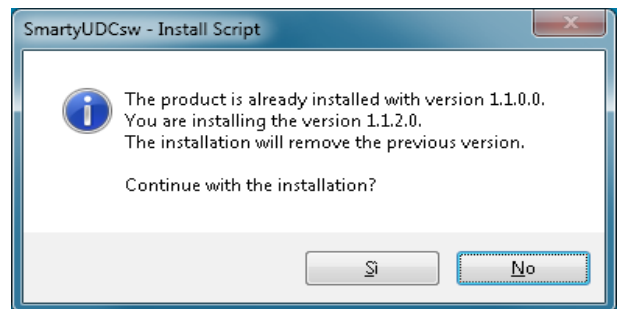 SmartyUDCsw - Install Script
The product is already installed with version 1.1.0.0.
You are installing the version 1.1.2.0.
The installation will remove the previous version.
Continue with the installation?
Sì
No